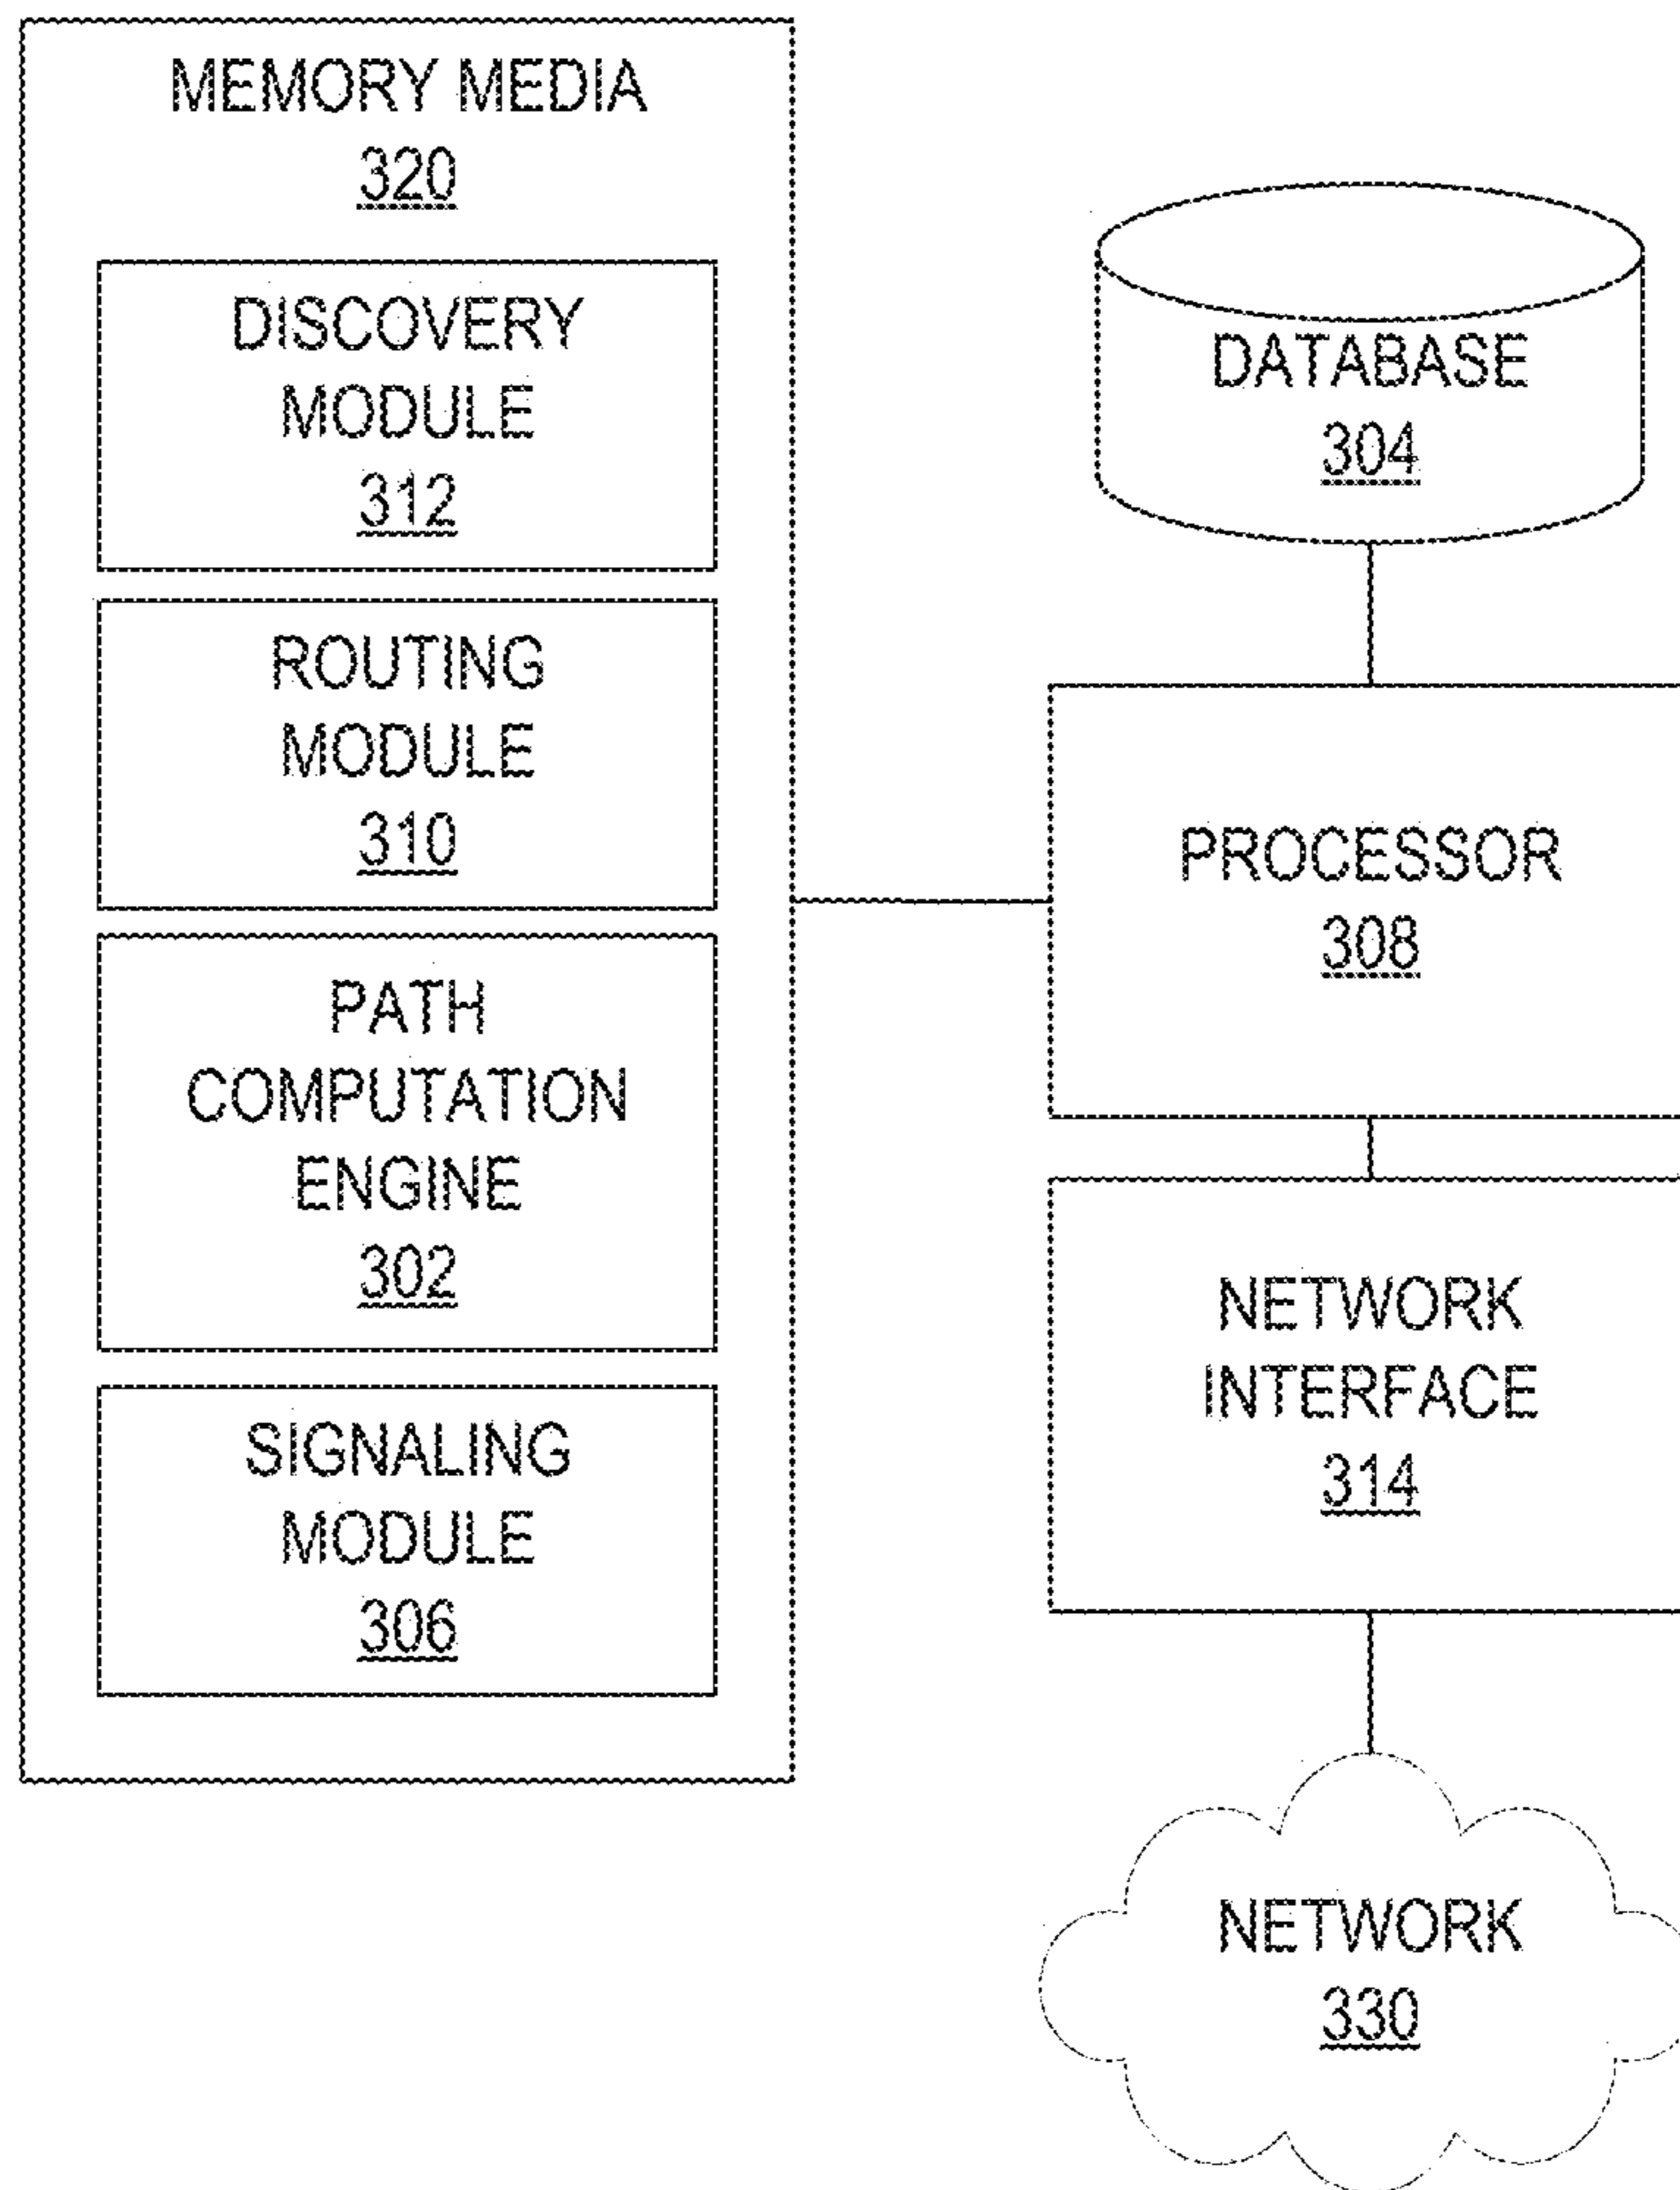 MEMORY MEDIA
320
DISCOVERY
MODULE
312
ROUTING
MODULE
310
PATH
COMPUTATION
ENGINE
302
SIGNALING
MODULE
306
DATABASE
304
PROCESSOR
308
NETWORK
INTERFACE
314
NETWORK
330